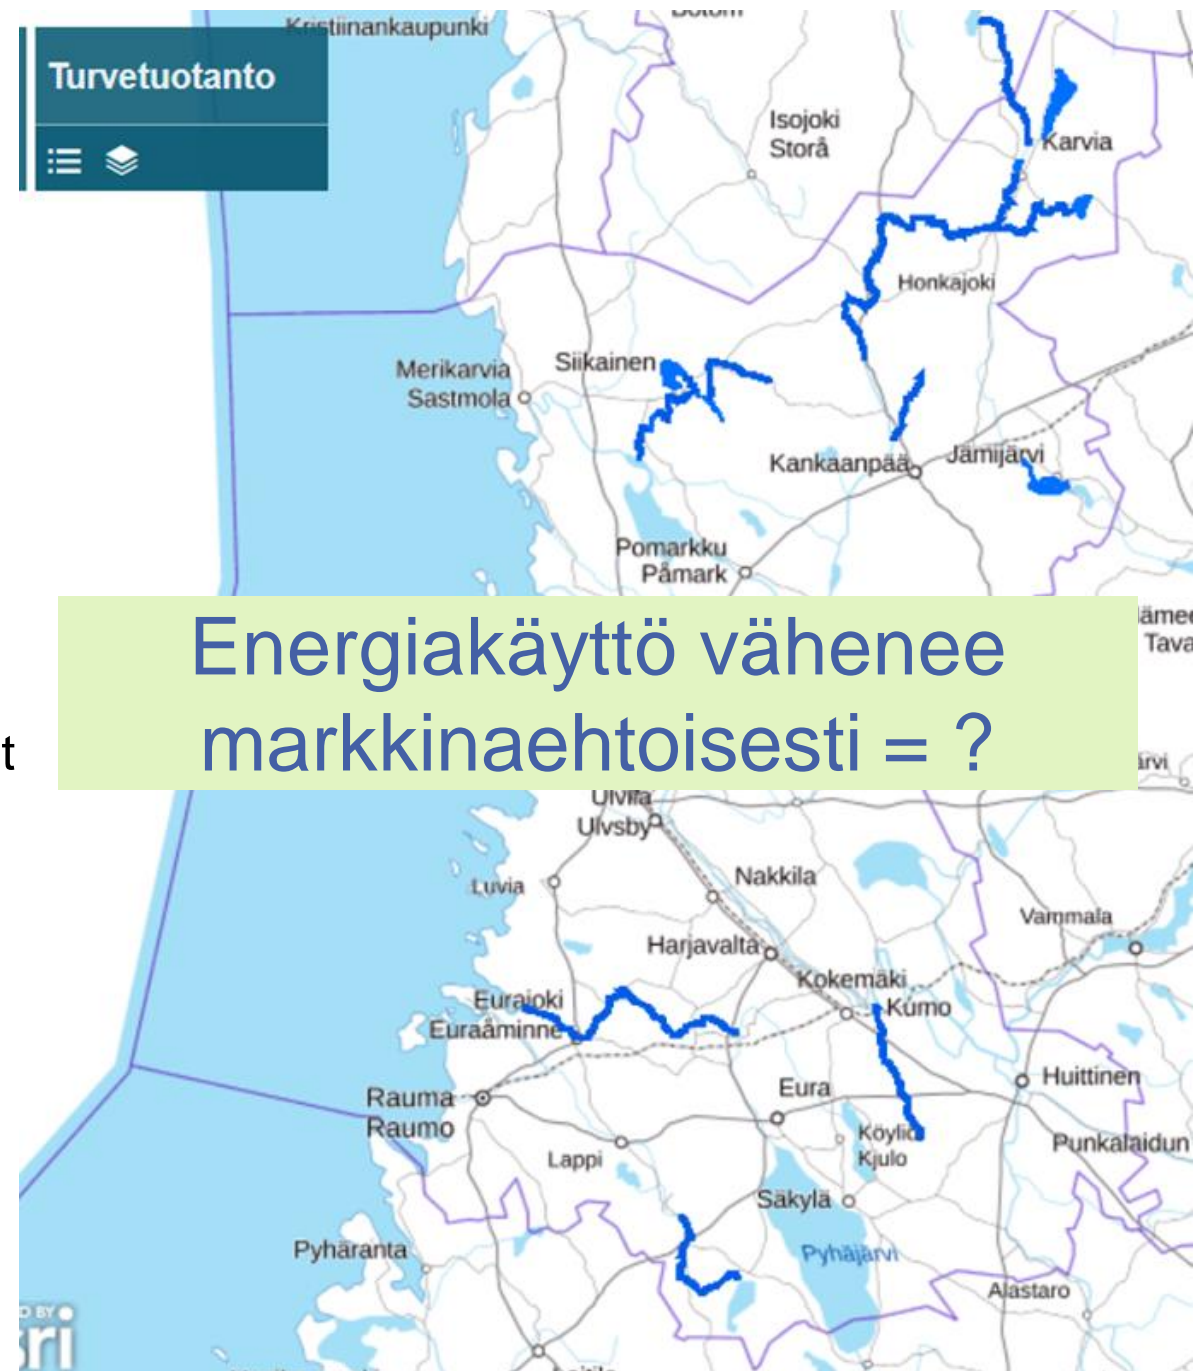 Kristiinankaupunki
Turvetuotanto
Isojoki
Storå
Karvia
Honkajoki
Merikarvia
Sastmola
Siikainen
Kankaanpää
Jämijärvi
Pomarkku
Påmark
Energiakäyttö vähenee
markkinaehtoisesti = ?
t
Ulvila
Ulvsby
Luvia
Nakkila
Vammala
Harjavalta
Kokemäki
Kumo
Eurajoki
Euraåminne
Rauma
Raumo
Eura
Huittinen
Lappi
Köyliö
Kjulo
Punkalaidun
Säkylä
Pyhäranta
Pyhäjärvi
Alastaro